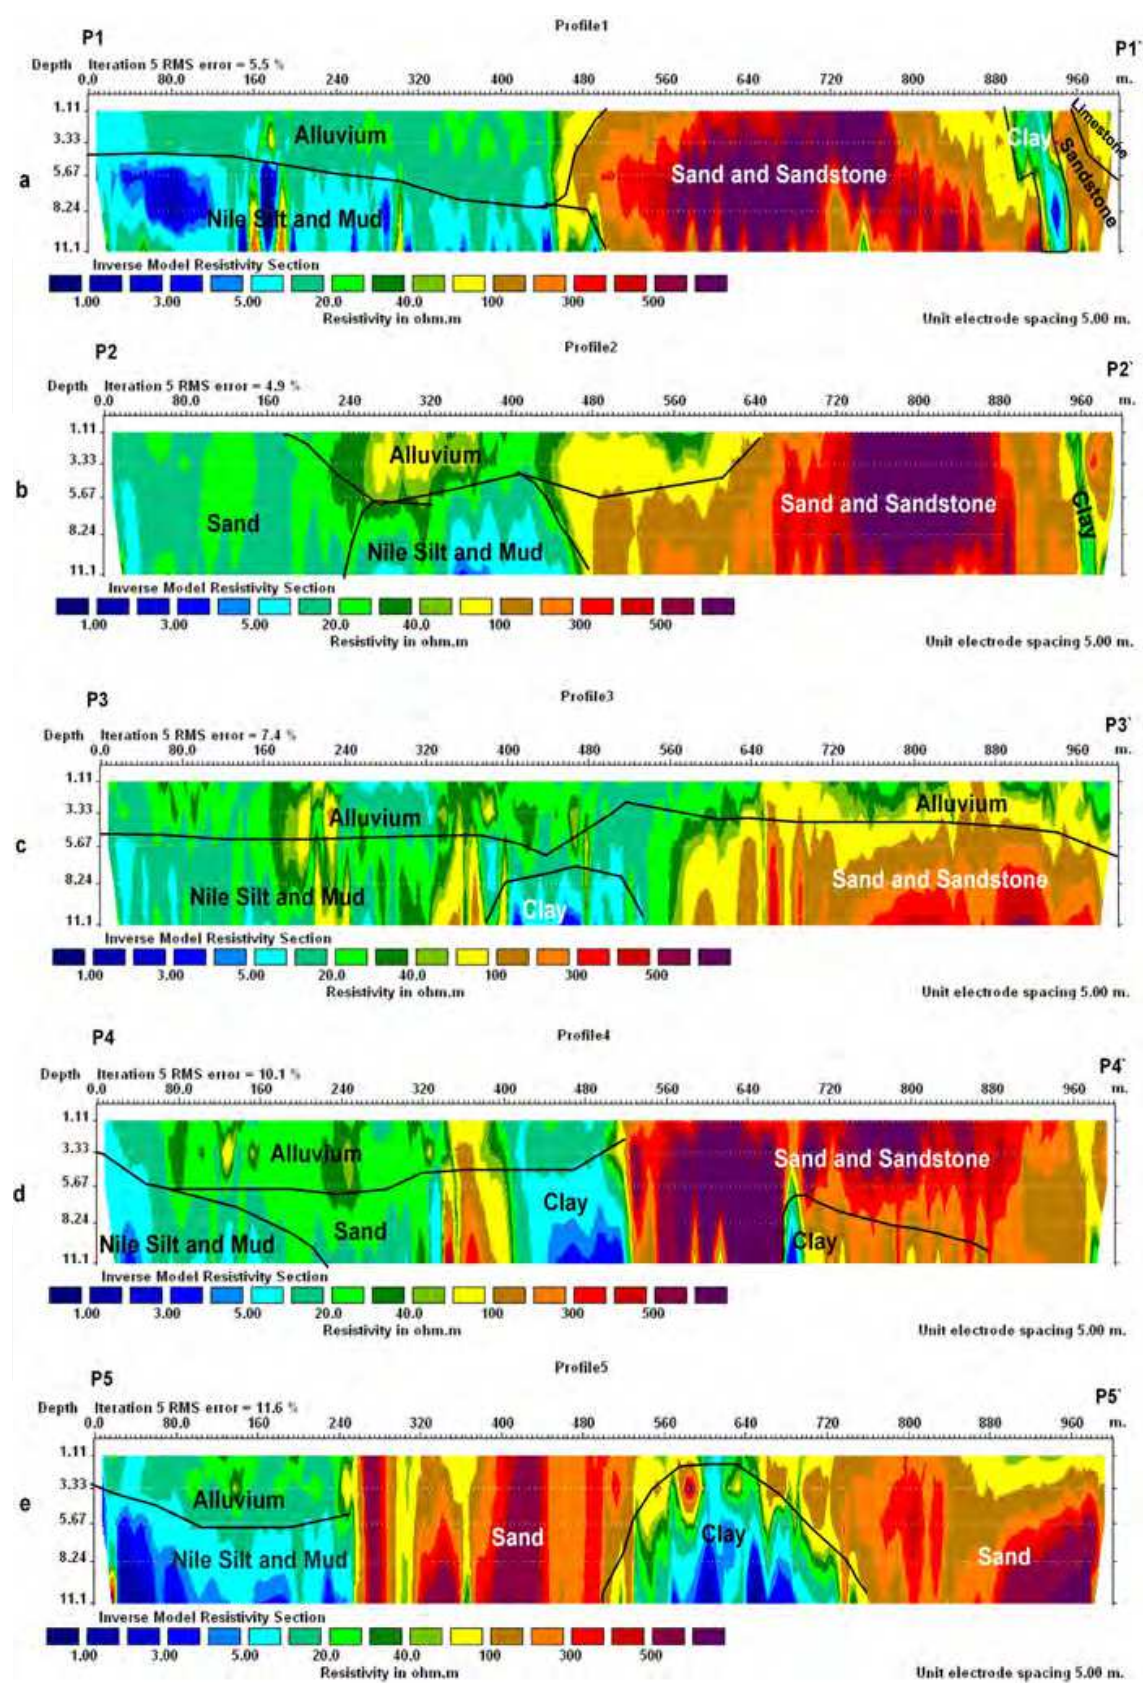 Profile1
P1 P1`
Depth Iteration 5 RMS error = 5.5 %
0.0 80.0 160 240 320 400 480 560 640 720 800 880 960 m.
1.11
3.33
5.67
8.24
11.1
a
Alluvium
Nile Silt and Mud
Sand and Sandstone
Clay
Sandstone
Limestone
Inverse Model Resistivity Section
1.00 3.00 5.00 20.0 40.0 100 300 500
Resistivity in ohm.m
Unit electrode spacing 5.00 m.
Profile2
P2 P2`
Depth Iteration 5 RMS error = 4.9 %
0.0 80.0 160 240 320 400 480 560 640 720 800 880 960 m.
1.11
3.33
5.67
8.24
11.1
b
Alluvium
Sand
Nile Silt and Mud
Sand and Sandstone
Clay
Inverse Model Resistivity Section
1.00 3.00 5.00 20.0 40.0 100 300 500
Resistivity in ohm.m
Unit electrode spacing 5.00 m.
Profile3
P3 P3`
Depth Iteration 5 RMS error = 7.4 %
0.0 80.0 160 240 320 400 480 560 640 720 800 880 960 m.
1.11
3.33
5.67
8.24
11.1
c
Alluvium
Alluvium
Nile Silt and Mud
Clay
Sand and Sandstone
Inverse Model Resistivity Section
1.00 3.00 5.00 20.0 40.0 100 300 500
Resistivity in ohm.m
Unit electrode spacing 5.00 m.
Profile4
P4 P4`
Depth Iteration 5 RMS error = 10.1 %
0.0 80.0 160 240 320 400 480 560 640 720 800 880 960 m.
1.11
3.33
5.67
8.24
11.1
d
Alluvium
Sand and Sandstone
Clay
Sand
Nile Silt and Mud
Clay
Inverse Model Resistivity Section
1.00 3.00 5.00 20.0 40.0 100 300 500
Resistivity in ohm.m
Unit electrode spacing 5.00 m.
Profile5
P5 P5`
Depth Iteration 5 RMS error = 11.6 %
0.0 80.0 160 240 320 400 480 560 640 720 800 880 960 m.
1.11
3.33
5.67
8.24
11.1
e
Alluvium
Nile Silt and Mud
Sand
Clay
Sand
Inverse Model Resistivity Section
1.00 3.00 5.00 20.0 40.0 100 300 500
Resistivity in ohm.m
Unit electrode spacing 5.00 m.